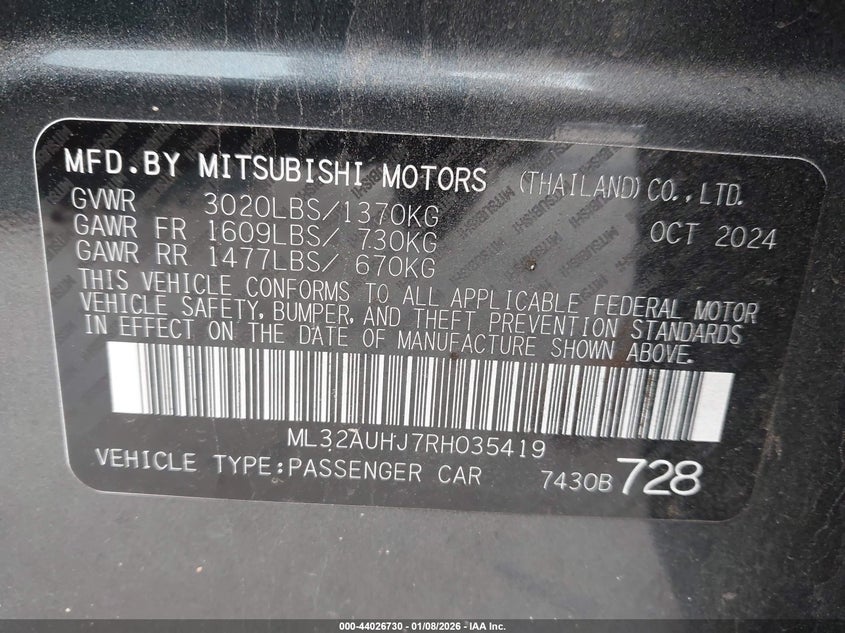 MFD.BY MITSUBISHI MOTORS (THAILAND)CO.,LTD.
GVWR 3020LBS/1370KG
OCT 2024
GAWR FR 1609LBS/ 730KG
GAWR RR 1477LBS/ 670KG
THIS VEHICLE CONFORMS TO ALL APPLICABLE FEDERAL MOTOR
VEHICLE SAFETY, BUMPER, AND THEFT PREVENTION STANDARDS
IN EFFECT ON THE DATE OF MANUFACTURE SHOWN ABOVE.
ML32AUHJ7RH035419
VEHICLE TYPE:PASSENGER CAR 7430B 728
000-44026730 - 01/08/2026 - IAA Inc.